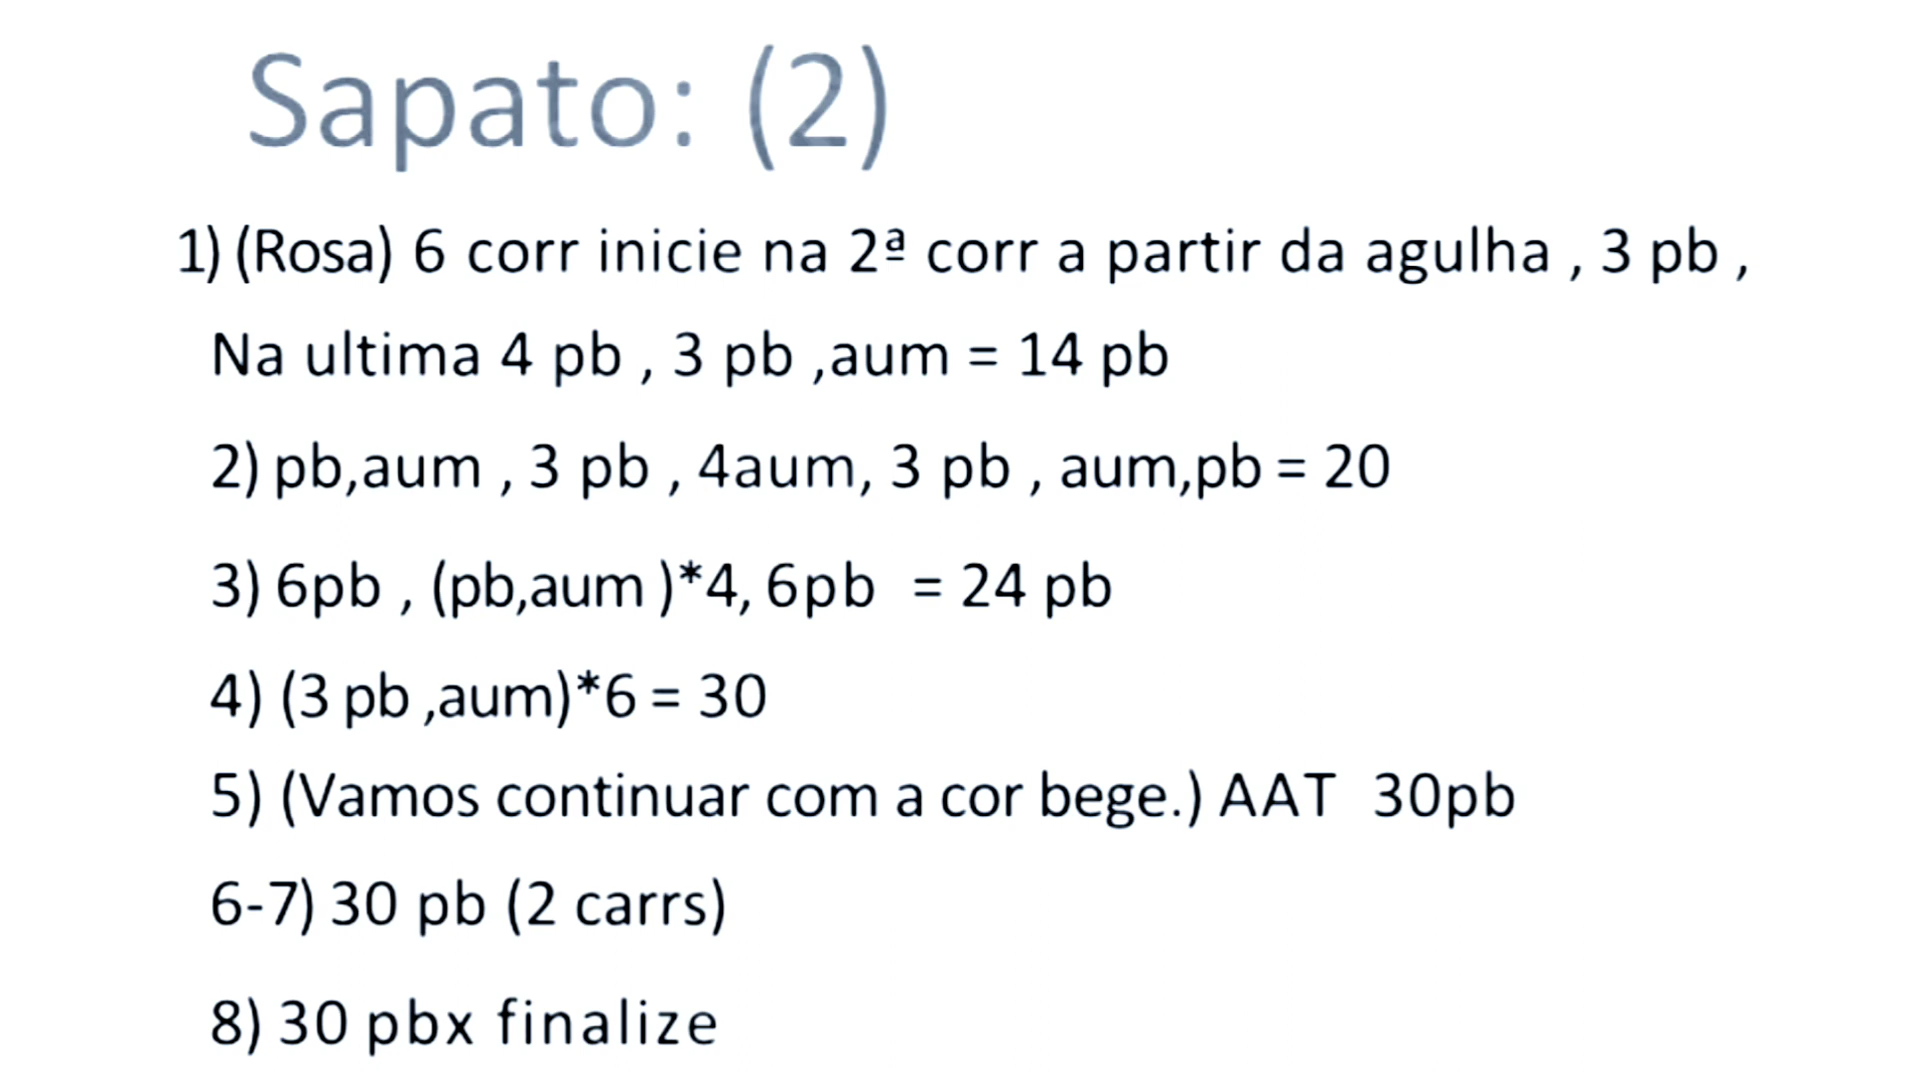 Sapato: (2)
1) (Rosa) 6 corr inicie na 2ª corr a partir da agulha , 3 pb ,
Na ultima 4 pb , 3 pb ,aum = 14 pb
2) pb,aum , 3 pb , 4aum, 3 pb , aum,pb = 20
3) 6pb , (pb,aum )*4, 6pb = 24 pb
4) (3 pb ,aum)*6 = 30
5) (Vamos continuar com a cor bege.) AAT 30pb
6-7) 30 pb (2 carrs)
8) 30 pbx finalize